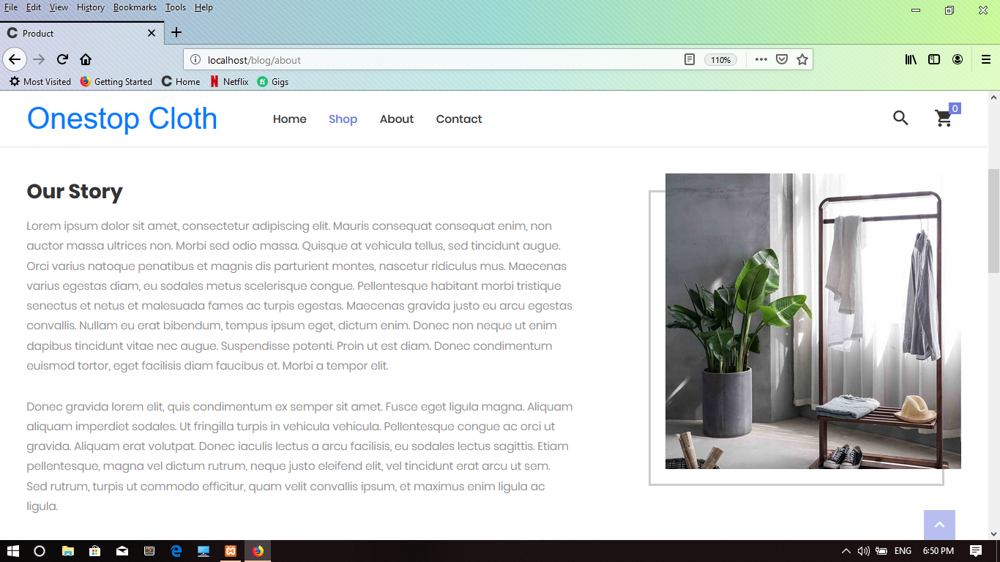 File Edit View History Bookmarks Tools Help
Product
localhost/blog/about
110%
Most Visited Getting Started Home Netflix Gigs
Onestop Cloth Home Shop About Contact 0
Our Story
Lorem ipsum dolor sit amet, consectetur adipiscing elit. Mauris consequat consequat enim, non
auctor massa ultrices non. Morbi sed odio massa. Quisque at vehicula tellus, sed tincidunt augue.
Orci varius natoque penatibus et magnis dis parturient montes, nascetur ridiculus mus. Maecenas
varius egestas diam, eu sodales metus scelerisque congue. Pellentesque habitant morbi tristique
senectus et netus et malesuada fames ac turpis egestas. Maecenas gravida justo eu arcu egestas
convallis. Nullam eu erat bibendum, tempus ipsum eget, dictum enim. Donec non neque ut enim
dapibus tincidunt vitae nec augue. Suspendisse potenti. Proin ut est diam. Donec condimentum
euismod tortor, eget facilisis diam faucibus et. Morbi a tempor elit.
Donec gravida lorem elit, quis condimentum ex semper sit amet. Fusce eget ligula magna. Aliquam
aliquam imperdiet sodales. Ut fringilla turpis in vehicula vehicula. Pellentesque congue ac orci ut
gravida. Aliquam erat volutpat. Donec iaculis lectus a arcu facilisis, eu sodales lectus sagittis. Etiam
pellentesque, magna vel dictum rutrum, neque justo eleifend elit, vel tincidunt erat arcu ut sem.
Sed rutrum, turpis ut commodo efficitur, quam velit convallis ipsum, et maximus enim ligula ac
ligula.
ENG 6:50 PM